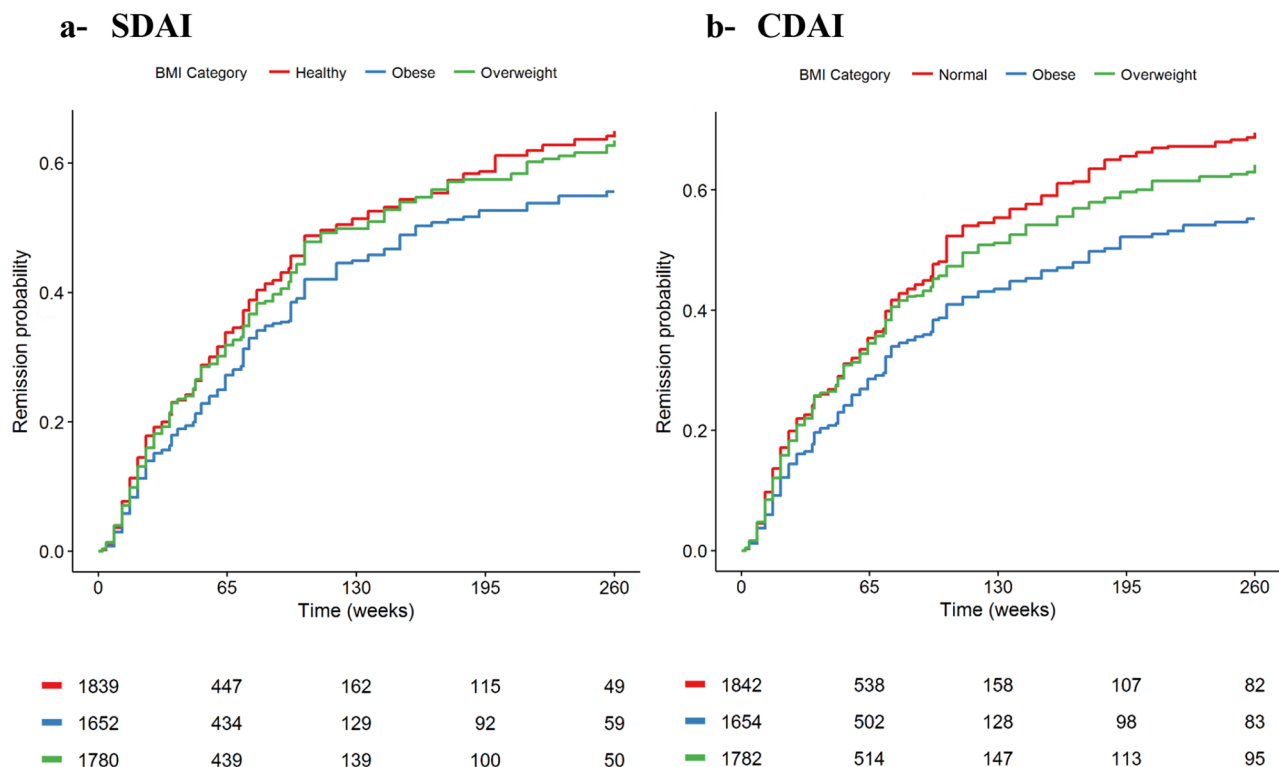 a- SDAI
BMI Category Healthy Obese Overweight
Remission probability
0.6
0.4
0.2
0.0
0 65 130 195 260
Time (weeks)
1839 447 162 115 49
1652 434 129 92 59
1780 439 139 100 50
b- CDAI
BMI Category Normal Obese Overweight
Remission probability
0.6
0.4
0.2
0.0
0 65 130 195 260
Time (weeks)
1842 538 158 107 82
1654 502 128 98 83
1782 514 147 113 95